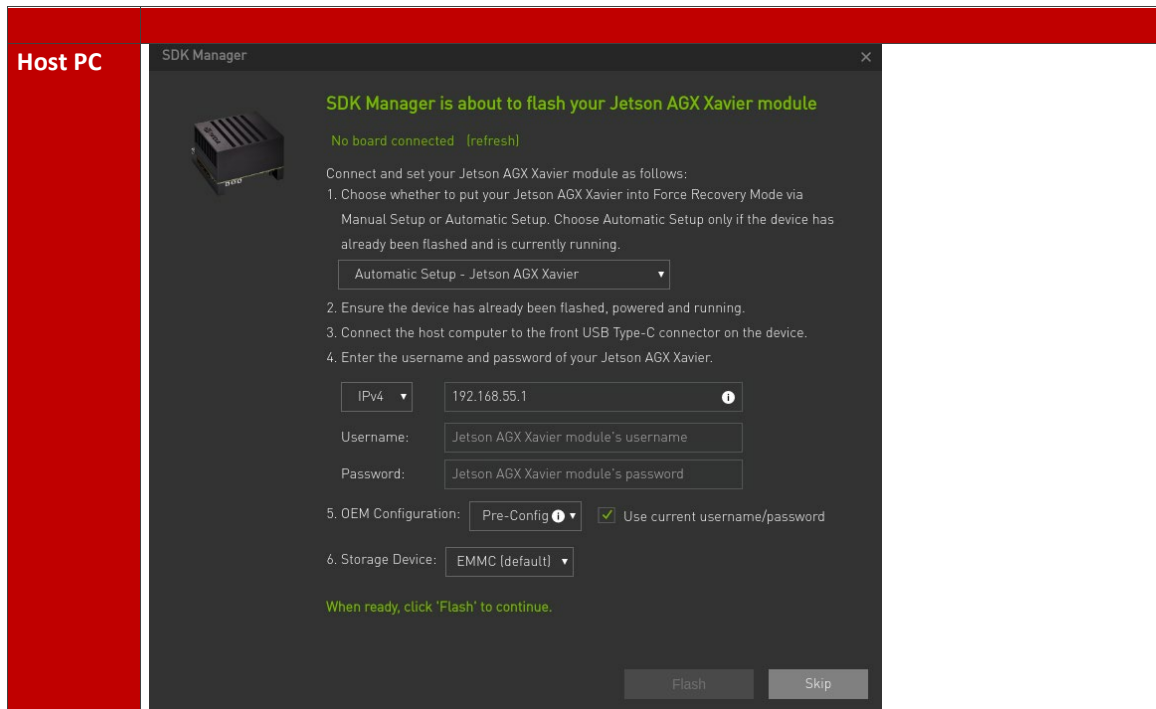 Host PC
SDK Manager
SDK Manager is about to flash your Jetson AGX Xavier module
No board connected (refresh)
Connect and set your Jetson AGX Xavier module as follows:
1. Choose whether to put your Jetson AGX Xavier into Force Recovery Mode via
Manual Setup or Automatic Setup. Choose Automatic Setup only if the device has
already been flashed and is currently running.
Automatic Setup - Jetson AGX Xavier
2. Ensure the device has already been flashed, powered and running.
3. Connect the host computer to the front USB Type-C connector on the device.
4. Enter the username and password of your Jetson AGX Xavier.
IPv4 192.168.55.1
Username: Jetson AGX Xavier module's username
Password: Jetson AGX Xavier module's password
5. OEM Configuration: Pre-Config Use current username/password
6. Storage Device: EMMC (default)
When ready, click 'Flash' to continue.
Flash Skip